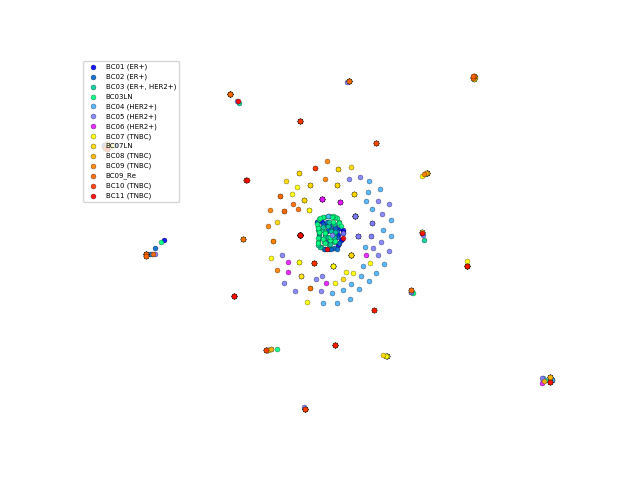 BC01 (ER+)
BC02 (ER+)
BC03 (ER+, HER2+)
BC03LN
BC04 (HER2+)
BC05 (HER2+)
BC06 (HER2+)
BC07 (TNBC)
BC07LN
BC08 (TNBC)
BC09 (TNBC)
BC09_Re
BC10 (TNBC)
BC11 (TNBC)